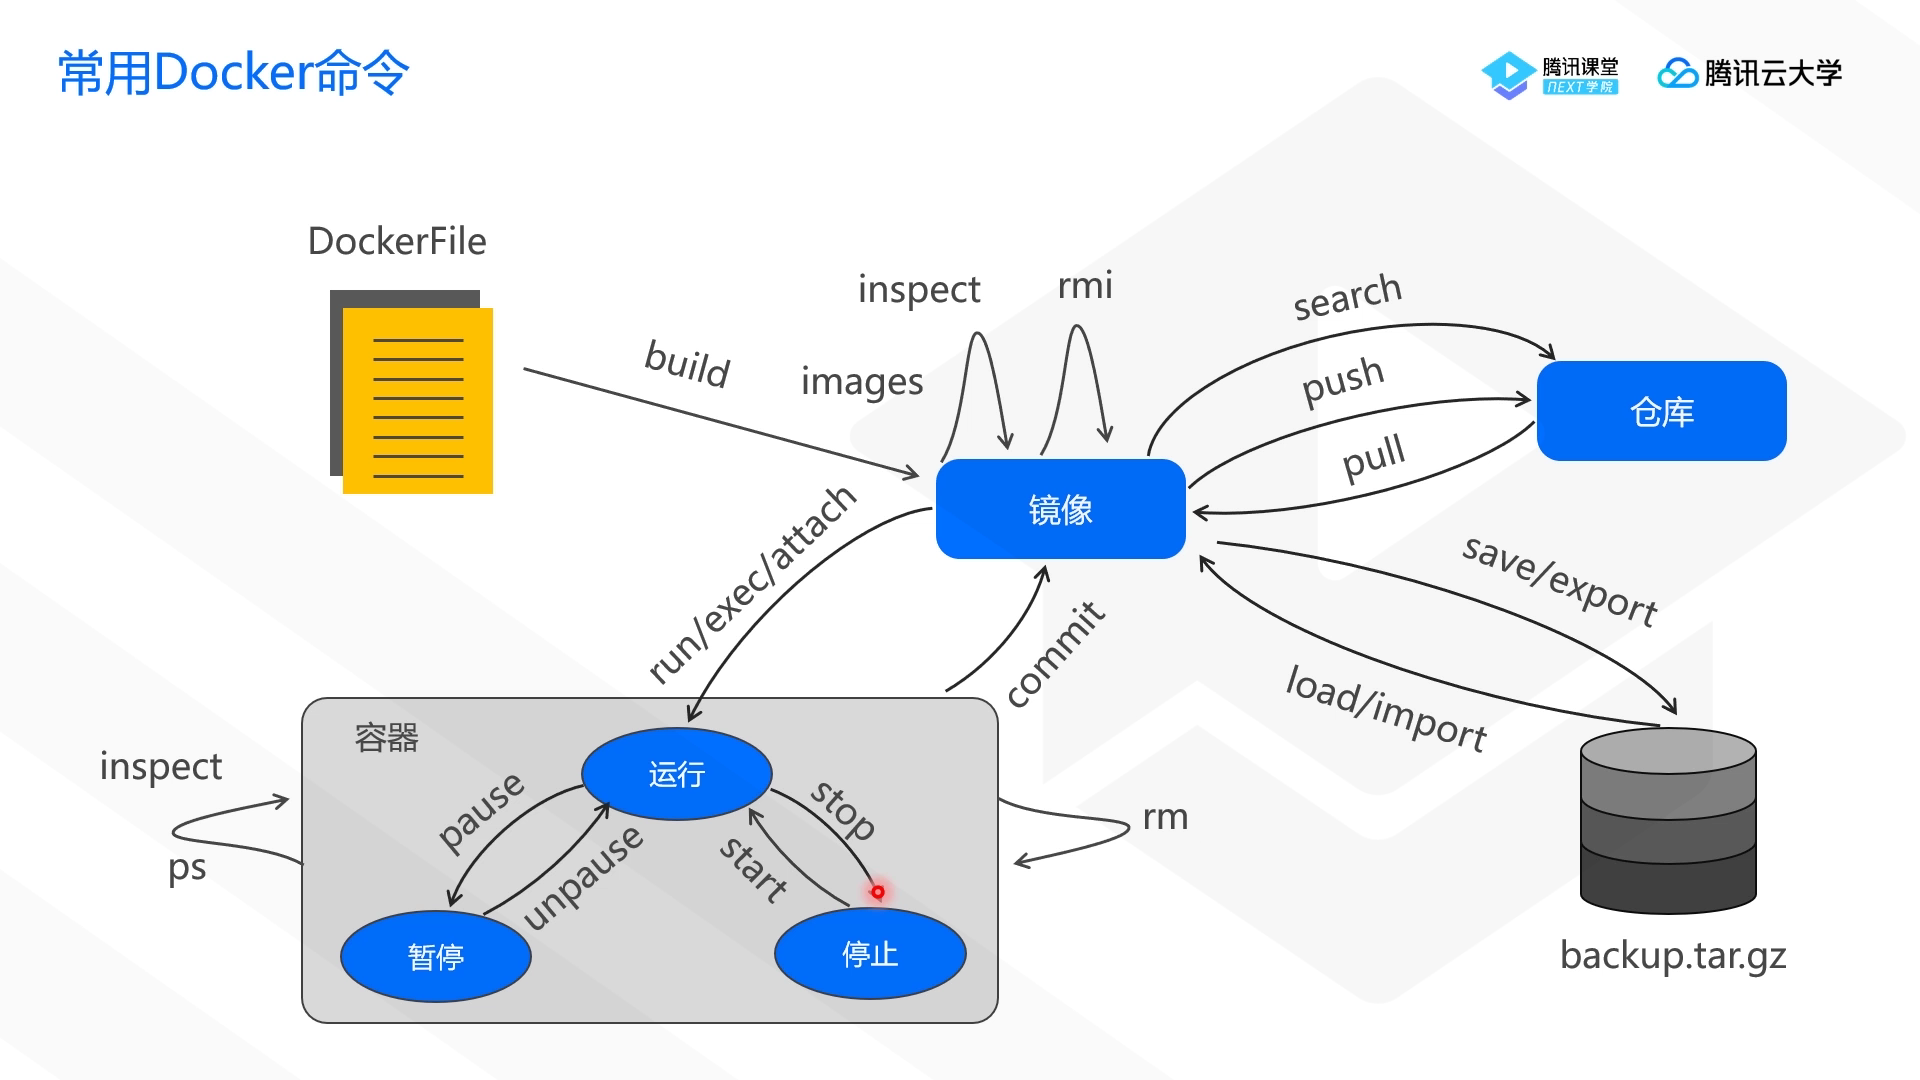 常用Docker命令
腾讯课堂
NEXT学院
腾讯云大学
DockerFile
build
inspect
rmi
images
search
push
pull
仓库
镜像
run/exec/attach
commit
save/export
load/import
容器
运行
inspect
ps
pause
unpause
stop
start
rm
暂停
停止
backup.tar.gz